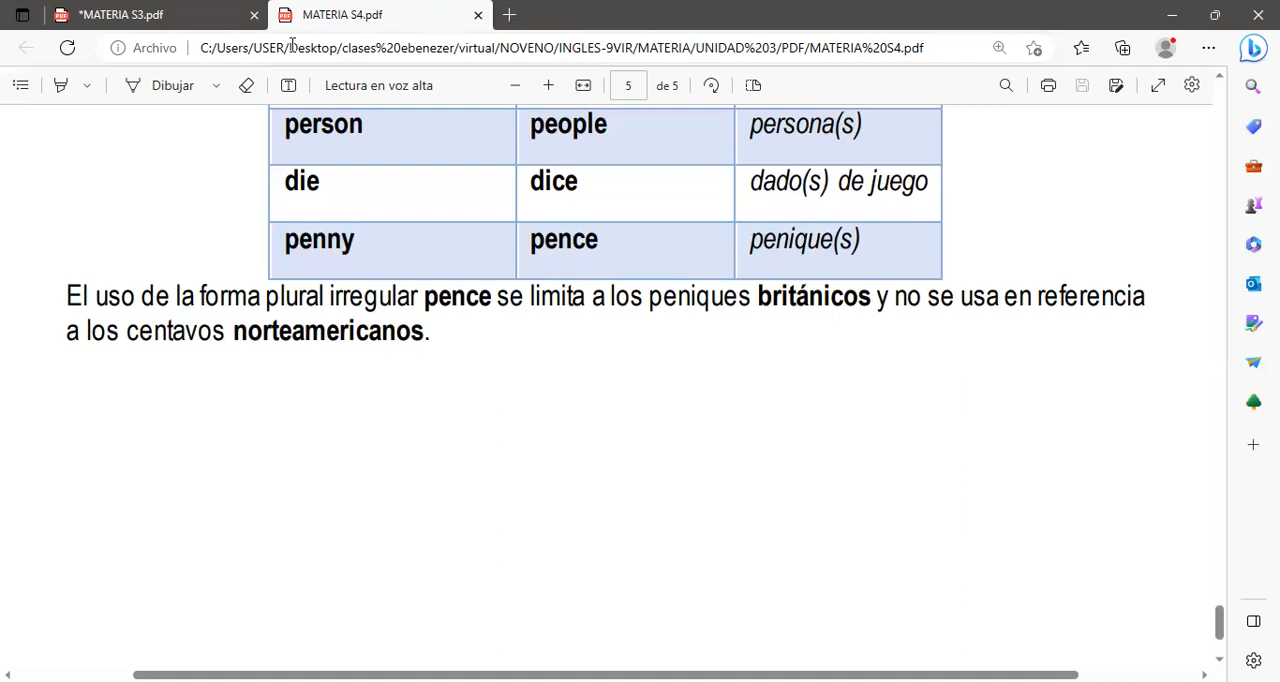 *MATERIA S3.pdf
MATERIA S4.pdf
Archivo
C:/Users/USER/Desktop/clases%20ebenezer/virtual/NOVENO/INGLES-9VIR/MATERIA/UNIDAD%203/PDF/MATERIA%20S4.pdf
Dibujar
Lectura en voz alta
5
de 5
person people persona(s)
die dice dado(s) de juego
penny pence penique(s)
El uso de la forma plural irregular pence se limita a los peniques británicos y no se usa en referencia
a los centavos norteamericanos.